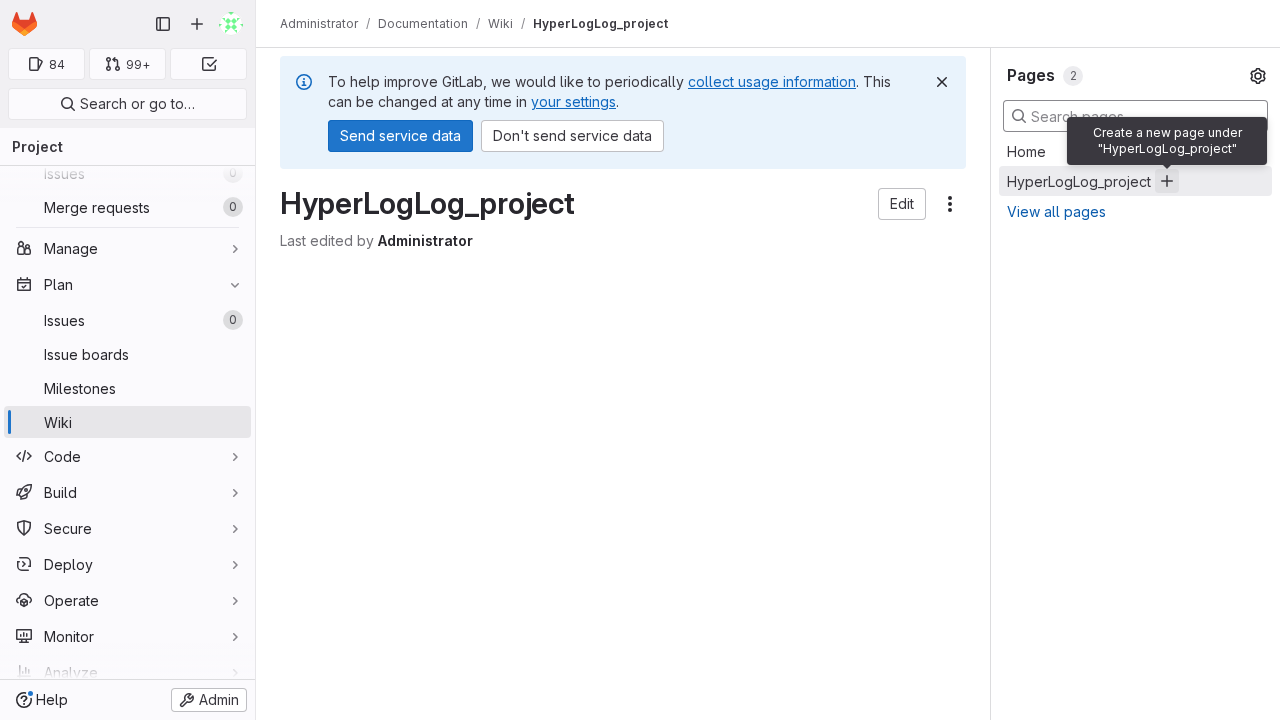 84
99+
Search or go to…
Project
Issues 0
Merge requests 0
Manage
Plan
Issues 0
Issue boards
Milestones
Wiki
Code
Build
Secure
Deploy
Operate
Monitor
Analyze
Help
Admin
Administrator / Documentation / Wiki / HyperLogLog_project
To help improve GitLab, we would like to periodically collect usage information. This
can be changed at any time in your settings.
Send service data
Don't send service data
HyperLogLog_project
Edit
Last edited by Administrator
Pages 2
Search pages
Create a new page under
"HyperLogLog_project"
Home
HyperLogLog_project
View all pages